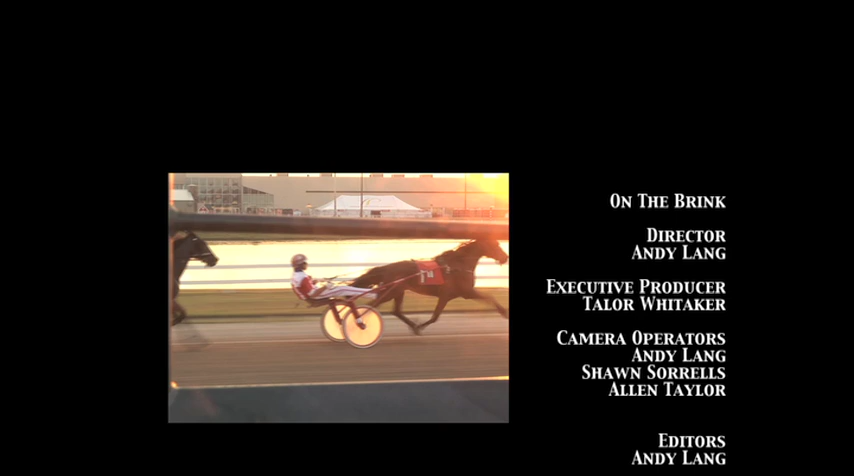 On The Brink
Director
Andy Lang
Executive Producer
Talor Whitaker
Camera Operators
Andy Lang
Shawn Sorrells
Allen Taylor
Editors
Andy Lang